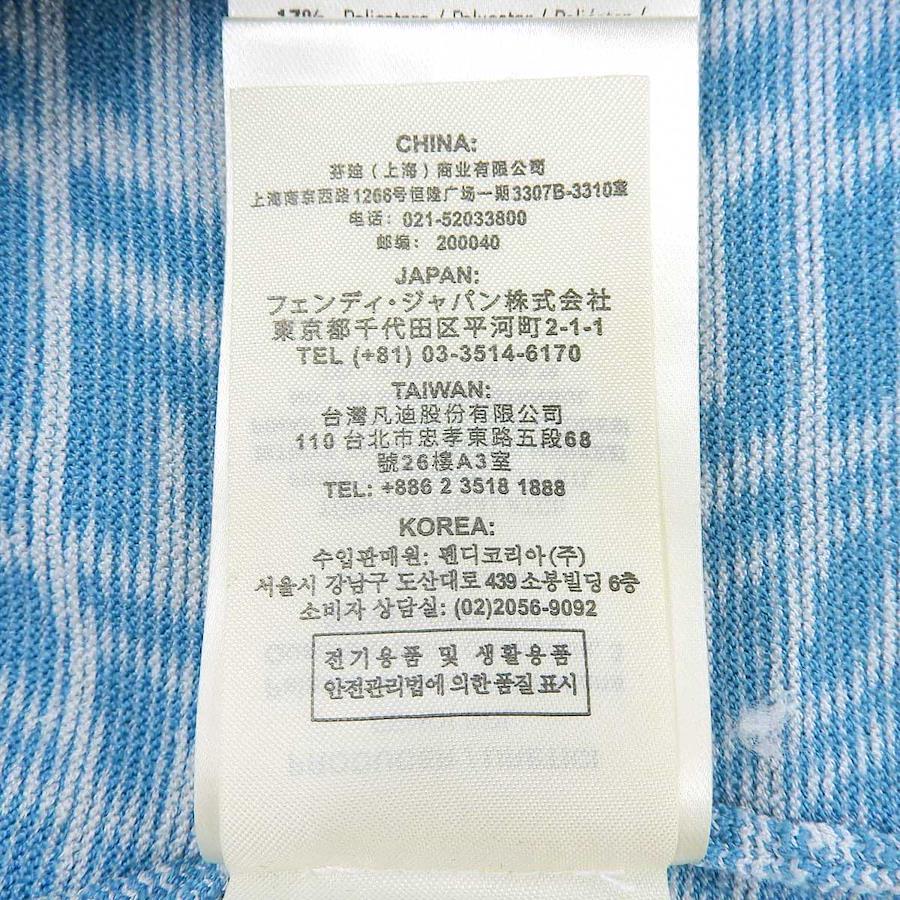 17% Poliestere / Polyester / Poliéster /
CHINA:
芬迪（上海）商业有限公司
上海南京西路1266号恒隆广场一期3307B-3310室
电话：021-52033800
邮编：200040
JAPAN:
フェンディ・ジャパン株式会社
東京都千代田区平河町2-1-1
TEL (+81) 03-3514-6170
TAIWAN:
台灣凡迪股份有限公司
110 台北市忠孝東路五段68
號26樓A3室
TEL: +886 2 3518 1888
KOREA:
수입판매원: 펜디코리아(주)
서울시 강남구 도산대로 439 소봉빌딩 6층
소비자 상담실: (02)2056-9092
전기용품 및 생활용품
안전관리법에 의한 품질 표시